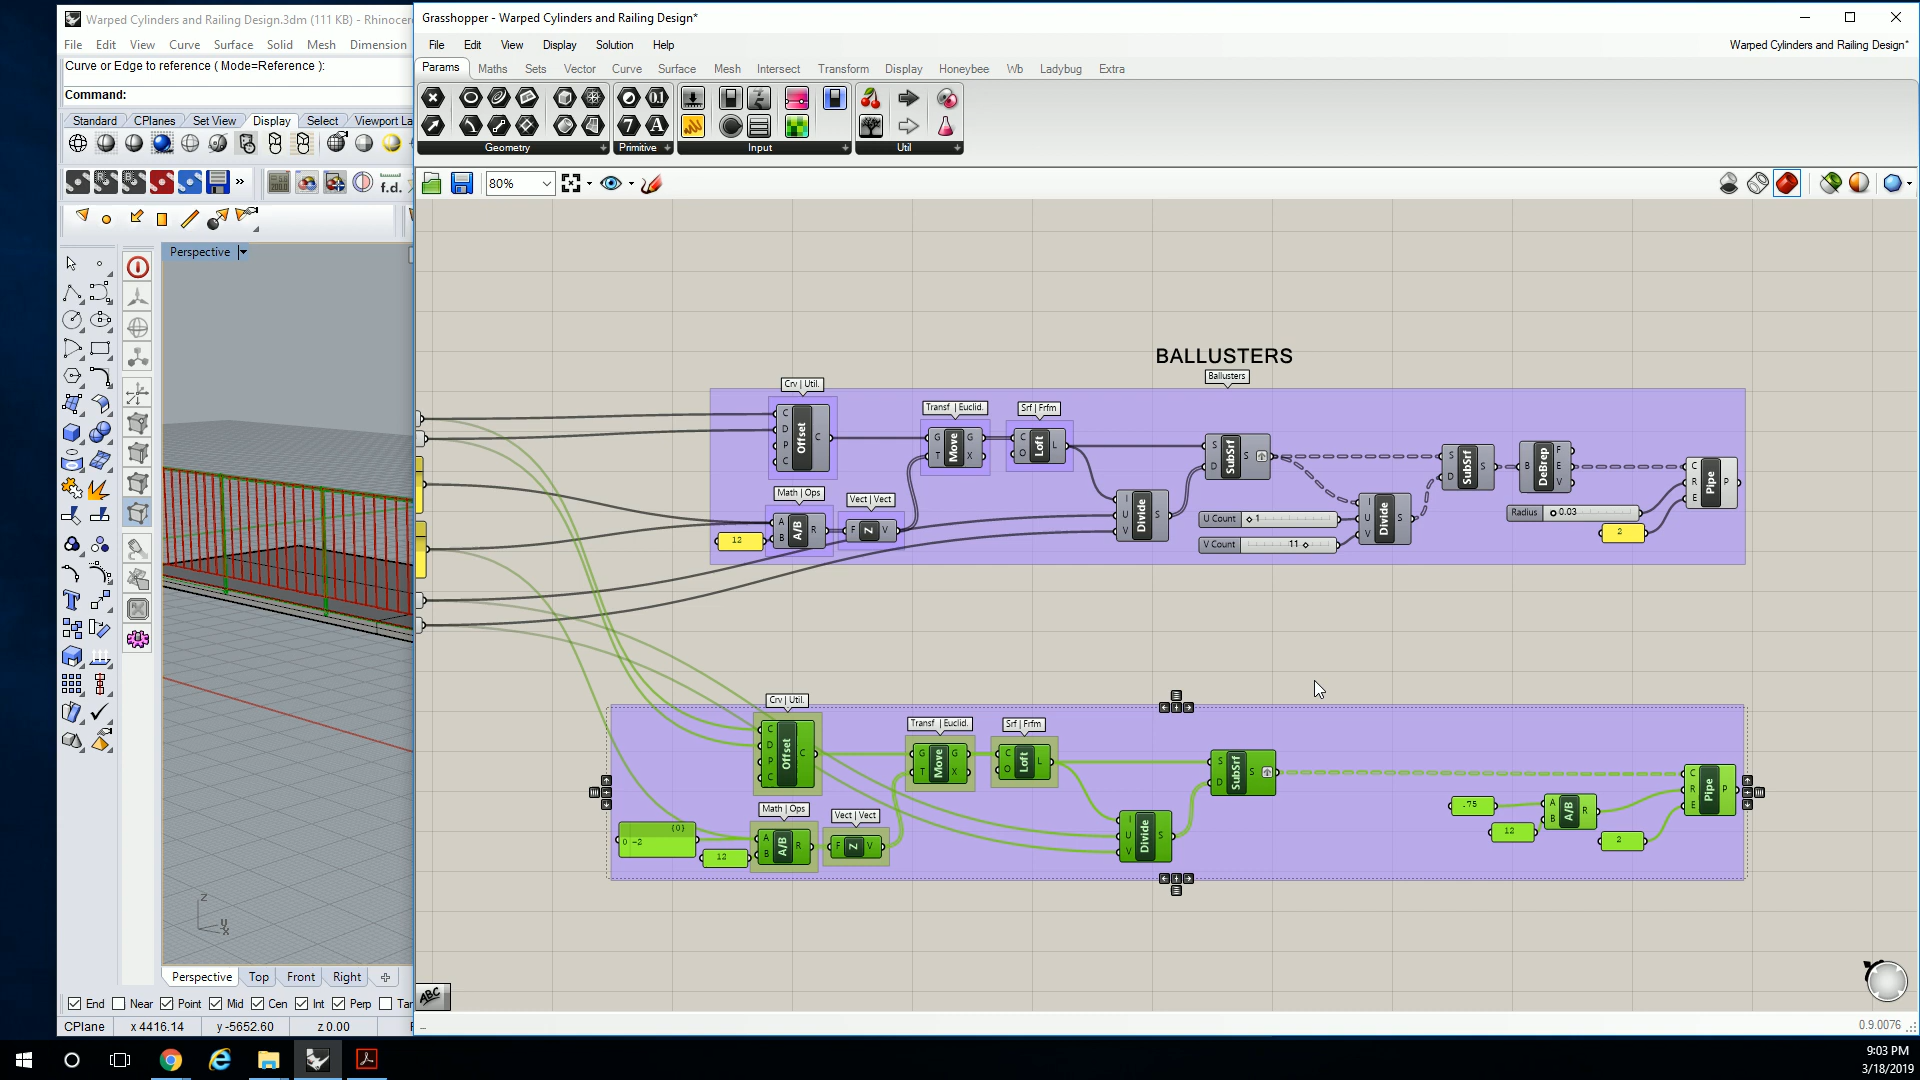 Warped Cylinders and Railing Design.3dm (111 KB) - Rhinocer
File Edit View Curve Surface Solid Mesh Dimension
Curve or Edge to reference ( Mode=Reference ):
Command:
Standard CPlanes Set View Display Select Viewport La
f.d.
Perspective
z
y
x
Perspective Top Front Right
End Near Point Mid Cen Int Perp Tan
CPlane x 4416.14 y -5652.60 z 0.00
Grasshopper - Warped Cylinders and Railing Design*
File Edit View Display Solution Help
Warped Cylinders and Railing Design*
Params Maths Sets Vector Curve Surface Mesh Intersect Transform Display Honeybee Wb Ladybug Extra
Geometry Primitive Input Util
80%
BALLUSTERS
Ballusters
Crv | Util.
C D P C Offset C
Transf | Euclid.
G T Move G X
Srf | Frfm
C O Loft L
S D SubSrf S
S D SubSrf S
B DeBrep F E V
C R E Pipe P
Math | Ops
A B A/B R
Vect | Vect
F Z V
12
I U V Divide S
U Count 1
V Count 11
I U V Divide S
Radius 0.03
2
Crv | Util.
C D P C Offset C
Transf | Euclid.
G T Move G X
Srf | Frfm
C O Loft L
S D SubSrf S
C R E Pipe P
Math | Ops
A B A/B R
Vect | Vect
F Z V
{0}
0 -2
12
I U V Divide S
.75
12
A B A/B R
2
ABC
...
0.9.0076
9:03 PM
3/18/2019